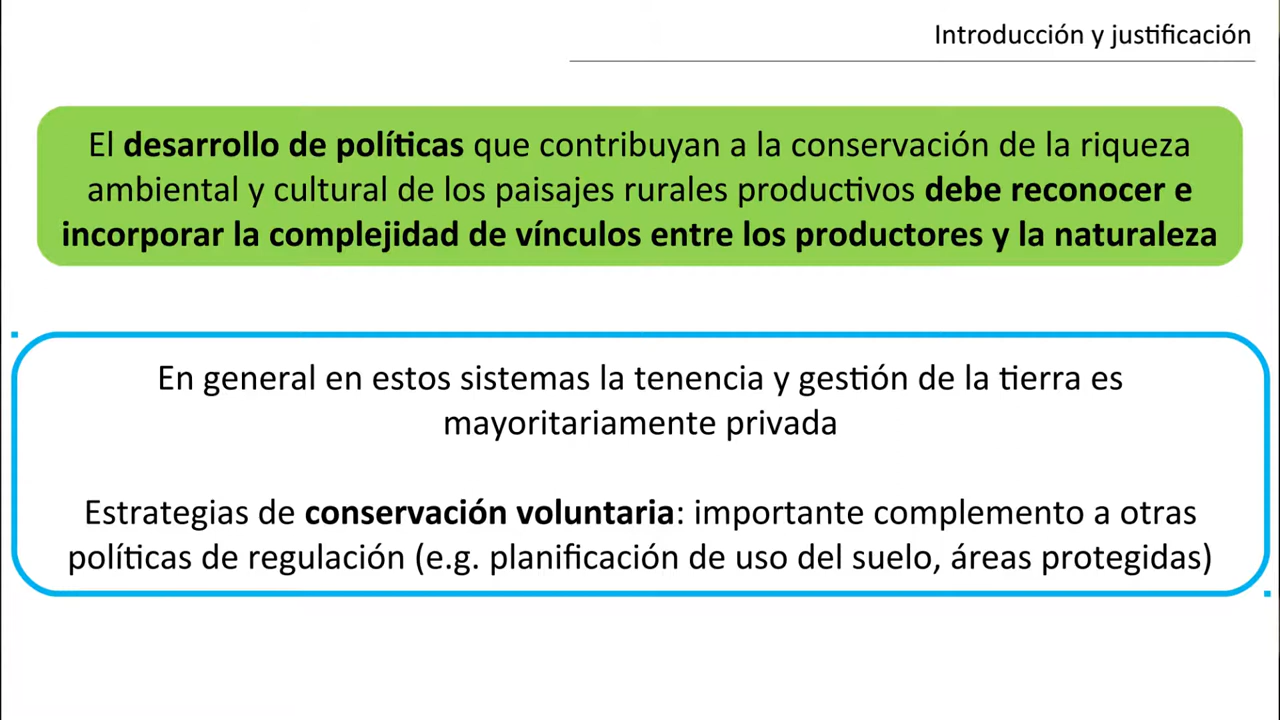 Introducción y justificación
El desarrollo de políticas que contribuyan a la conservación de la riqueza
ambiental y cultural de los paisajes rurales productivos debe reconocer e
incorporar la complejidad de vínculos entre los productores y la naturaleza
En general en estos sistemas la tenencia y gestión de la tierra es
mayoritariamente privada
Estrategias de conservación voluntaria: importante complemento a otras
políticas de regulación (e.g. planificación de uso del suelo, áreas protegidas)